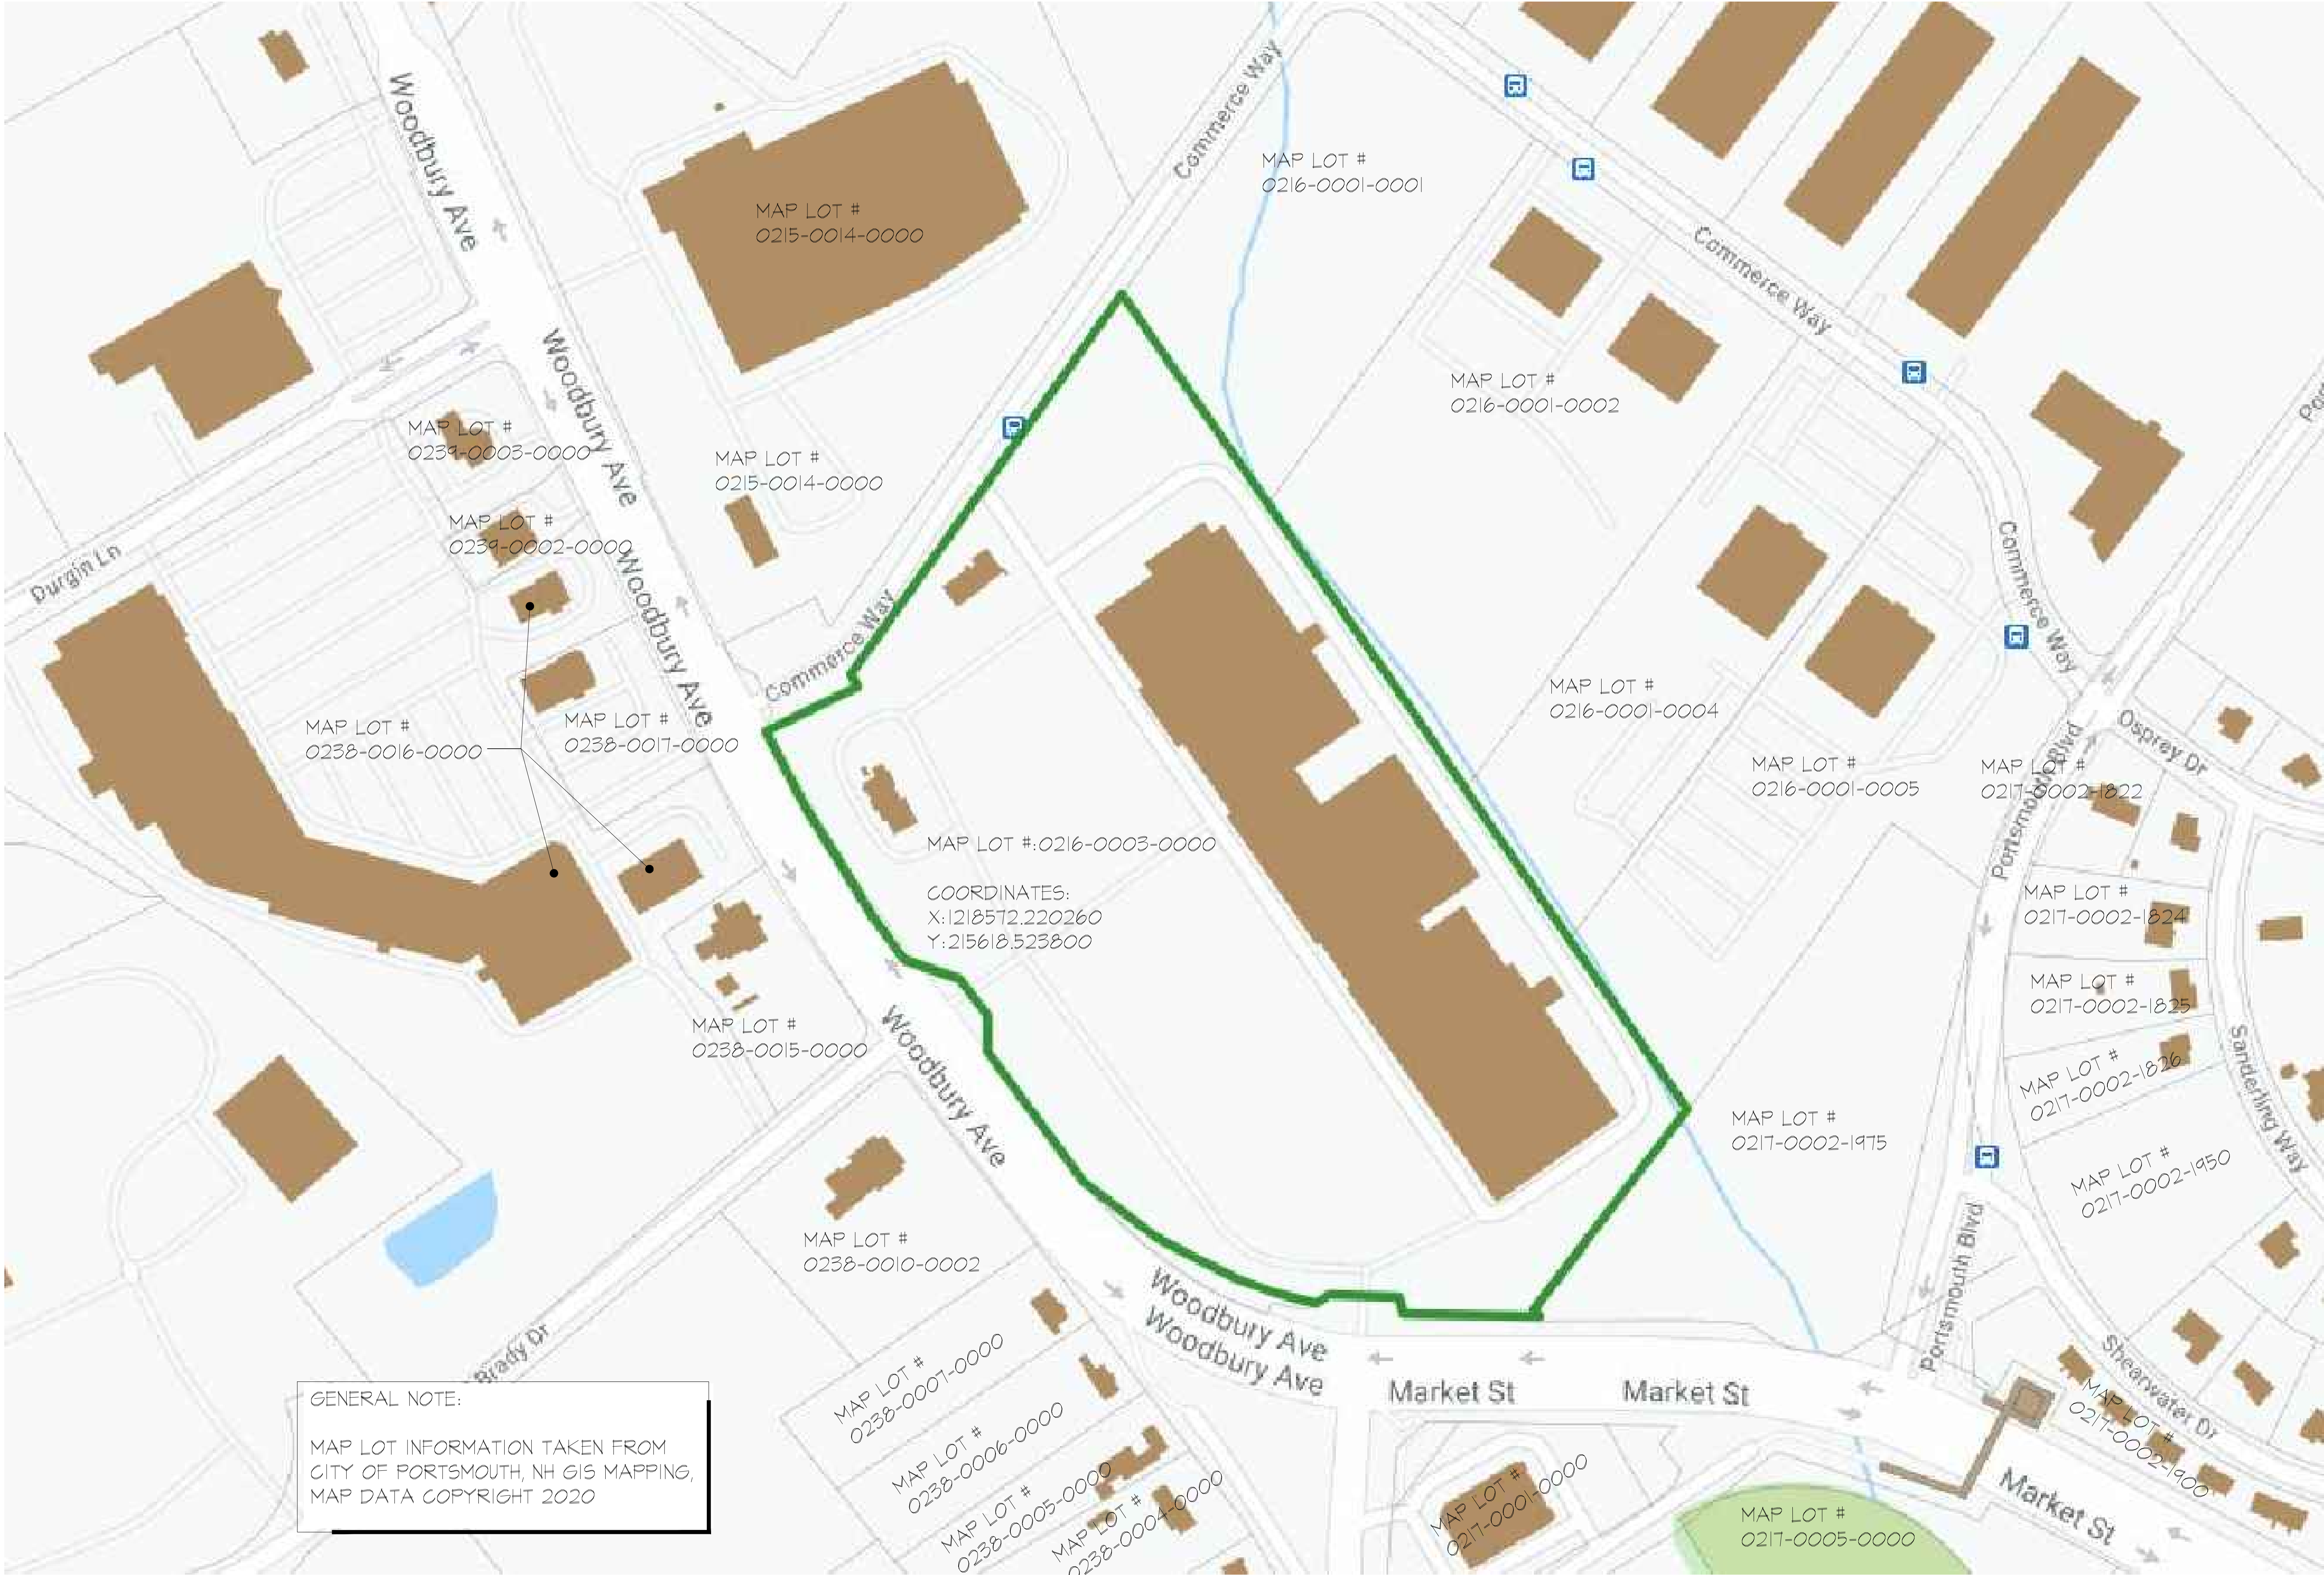 Woodbury Ave
Commerce Way
MAP LOT #
0216-0001-0001
MAP LOT #
0215-0014-0000
Commerce Way
Woodbury Ave
MAP LOT #
0216-0001-0002
MAP LOT #
0239-0003-0000
MAP LOT #
0215-0014-0000
MAP LOT #
0239-0002-0000
Durgin Ln
Woodbury Ave
Commerce Way
Commerce Way
MAP LOT #
0238-0016-0000
MAP LOT #
0238-0017-0000
MAP LOT #
0216-0001-0004
MAP LOT #
0216-0001-0005
Osprey Dr
MAP LOT #
0217-0002-1822
Portsmouth Blvd
MAP LOT #:0216-0003-0000
COORDINATES:
X:1218572.220260
Y:215618.523800
MAP LOT #
0217-0002-1824
MAP LOT #
0217-0002-1825
MAP LOT #
0238-0015-0000
Woodbury Ave
MAP LOT #
0217-0002-1826
Sanderling Way
MAP LOT #
0217-0002-1975
MAP LOT #
0217-0002-1950
MAP LOT #
0238-0010-0002
Portsmouth Blvd
Woodbury Ave
Woodbury Ave
Market St
Market St
Brady Dr
Shearwater Dr
MAP LOT #
0238-0007-0000
MAP LOT #
0238-0006-0000
MAP LOT #
0238-0005-0000
MAP LOT #
0238-0004-0000
MAP LOT #
0217-0001-0000
MAP LOT #
0217-0002-1900
Market St
MAP LOT #
0217-0005-0000
GENERAL NOTE:
MAP LOT INFORMATION TAKEN FROM
CITY OF PORTSMOUTH, NH GIS MAPPING,
MAP DATA COPYRIGHT 2020